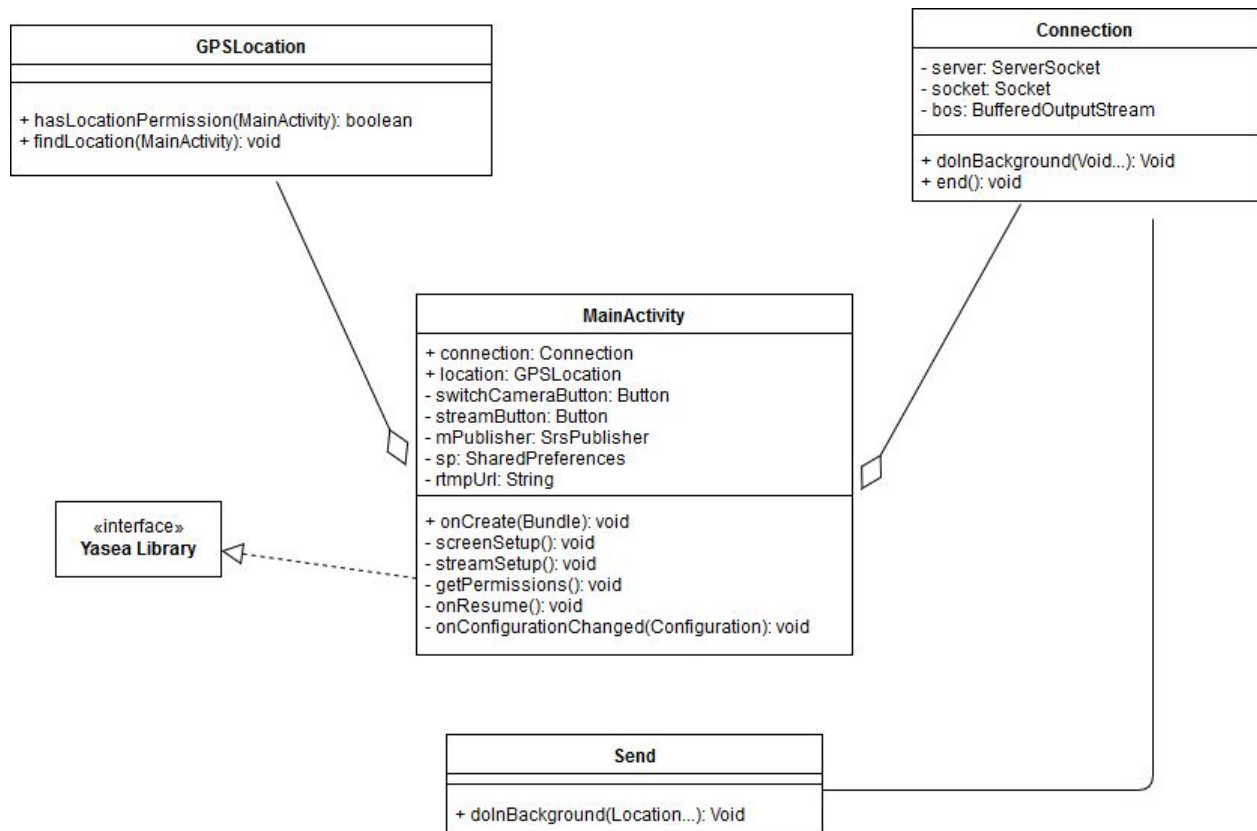 GPSLocation
+ hasLocationPermission(MainActivity): boolean
+ findLocation(MainActivity): void
Connection
- server: ServerSocket
- socket: Socket
- bos: BufferedOutputStream
+ doInBackground(Void...): Void
+ end(): void
MainActivity
+ connection: Connection
+ location: GPSLocation
- switchCameraButton: Button
- streamButton: Button
- mPublisher: SrsPublisher
- sp: SharedPreferences
- rtmpUrl: String
+ onCreate(Bundle): void
- screenSetup(): void
- streamSetup(): void
- getPermissions(): void
- onResume(): void
- onConfigurationChanged(Configuration): void
«interface»
Yasea Library
Send
+ doInBackground(Location...): Void